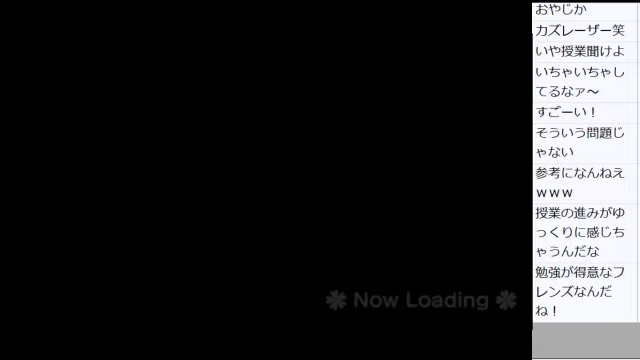 おやじか
カズレーザー笑
いや授業聞けよ
いちゃいちゃし
てるなァ～
すごーい！
そういう問題じ
ゃない
参考になんねえ
ｗｗｗ
授業の進みがゆ
っくりに感じち
ゃうんだな
勉強が得意なフ
レンズなんだ
ね！
✽ Now Loading ✽